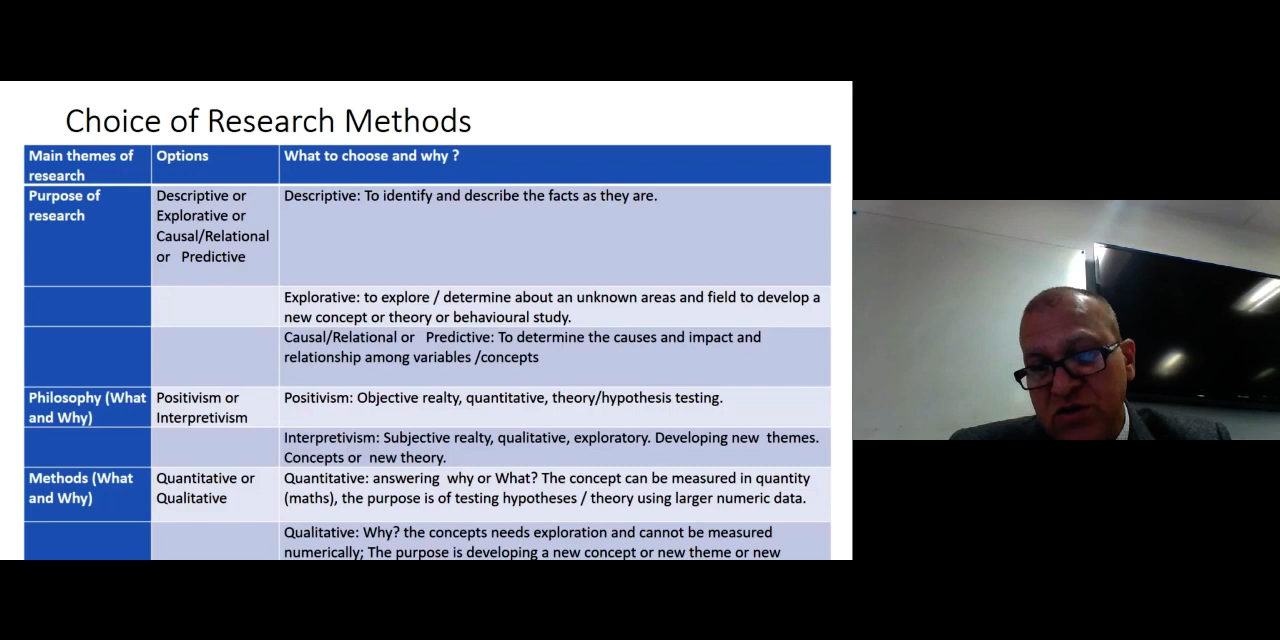 Choice of Research Methods
Main themes of
research
Options
What to choose and why ?
Purpose of
research
Descriptive or
Explorative or
Causal/Relational
or Predictive
Descriptive: To identify and describe the facts as they are.
Explorative: to explore / determine about an unknown areas and field to develop a
new concept or theory or behavioural study.
Causal/Relational or Predictive: To determine the causes and impact and
relationship among variables /concepts
Philosophy (What
and Why)
Positivism or
Interpretivism
Positivism: Objective realty, quantitative, theory/hypothesis testing.
Interpretivism: Subjective realty, qualitative, exploratory. Developing new themes.
Concepts or new theory.
Methods (What
and Why)
Quantitative or
Qualitative
Quantitative: answering why or What? The concept can be measured in quantity
(maths), the purpose is of testing hypotheses / theory using larger numeric data.
Qualitative: Why? the concepts needs exploration and cannot be measured
numerically; The purpose is developing a new concept or new theme or new